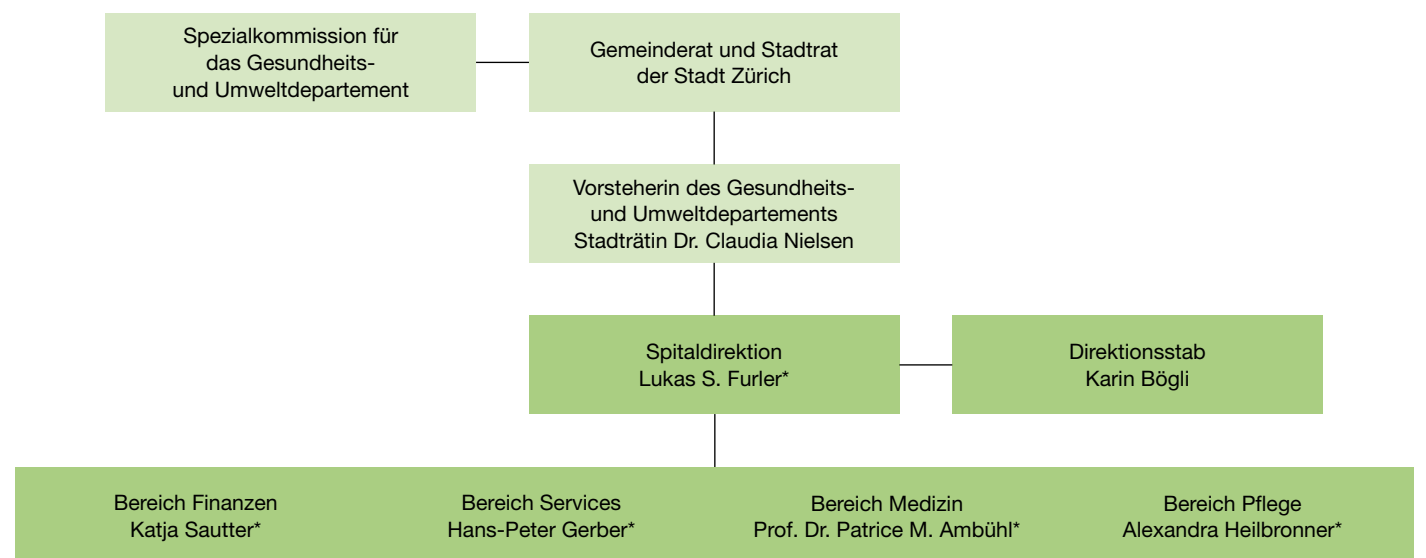 Spezialkommission für
das Gesundheits-
und Umweltdepartement
Gemeinderat und Stadtrat
der Stadt Zürich
Vorsteherin des Gesundheits-
und Umweltdepartements
Stadträtin Dr. Claudia Nielsen
Spitaldirektion
Lukas S. Furler*
Direktionsstab
Karin Bögli
Bereich Finanzen
Katja Sautter*
Bereich Services
Hans-Peter Gerber*
Bereich Medizin
Prof. Dr. Patrice M. Ambühl*
Bereich Pflege
Alexandra Heilbronner*